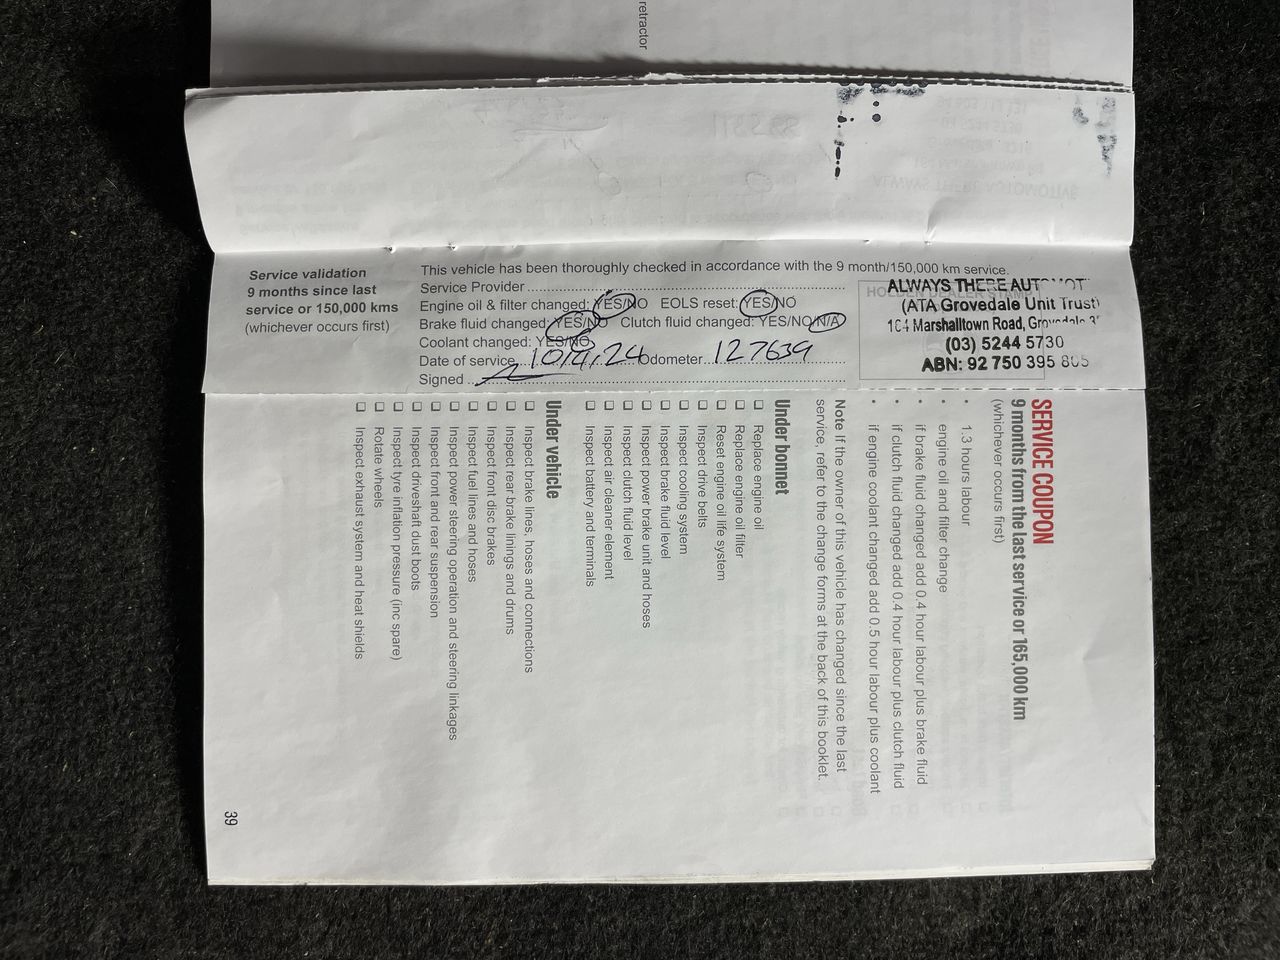 retractor
Service validation
9 months since last
service or 150,000 kms
(whichever occurs first)
This vehicle has been thoroughly checked in accordance with the 9 month/150,000 km service.
Service Provider
Engine oil & filter changed: YES/NO EOLS reset: YES/NO
Brake fluid changed: YES/NO Clutch fluid changed: YES/NO/N/A
Coolant changed: YES/NO
Date of service Odometer 127639
Signed
HOLDEN DEALER STAMP
ALWAYS THERE
(ATA Grovedale Unit Trust)
Marshalltown Road,
(03) 5244 5730
ABN: 92 750 395 805
SERVICE COUPON
9 months from the last service or 165,000 km
(whichever occurs first)
• 1.3 hours labour
• engine oil and filter change
• if brake fluid changed add 0.4 hour labour plus brake fluid
• if clutch fluid changed add 0.4 hour labour plus clutch fluid
• if engine coolant changed add 0.5 hour labour plus coolant
Note If the owner of this vehicle has changed since the last
service, refer to the change forms at the back of this booklet.
Under bonnet
❏ Replace engine oil
❏ Replace engine oil filter
❏ Reset engine oil life system
❏ Inspect drive belts
❏ Inspect cooling system
❏ Inspect brake fluid level
❏ Inspect power brake unit and hoses
❏ Inspect clutch fluid level
❏ Inspect air cleaner element
❏ Inspect battery and terminals
Under vehicle
❏ Inspect brake lines, hoses and connections
❏ Inspect rear brake linings and drums
❏ Inspect front disc brakes
❏ Inspect fuel lines and hoses
❏ Inspect power steering operation and steering linkages
❏ Inspect front and rear suspension
❏ Inspect driveshaft dust boots
❏ Inspect tyre inflation pressure (inc spare)
❏ Rotate wheels
❏ Inspect exhaust system and heat shields
39